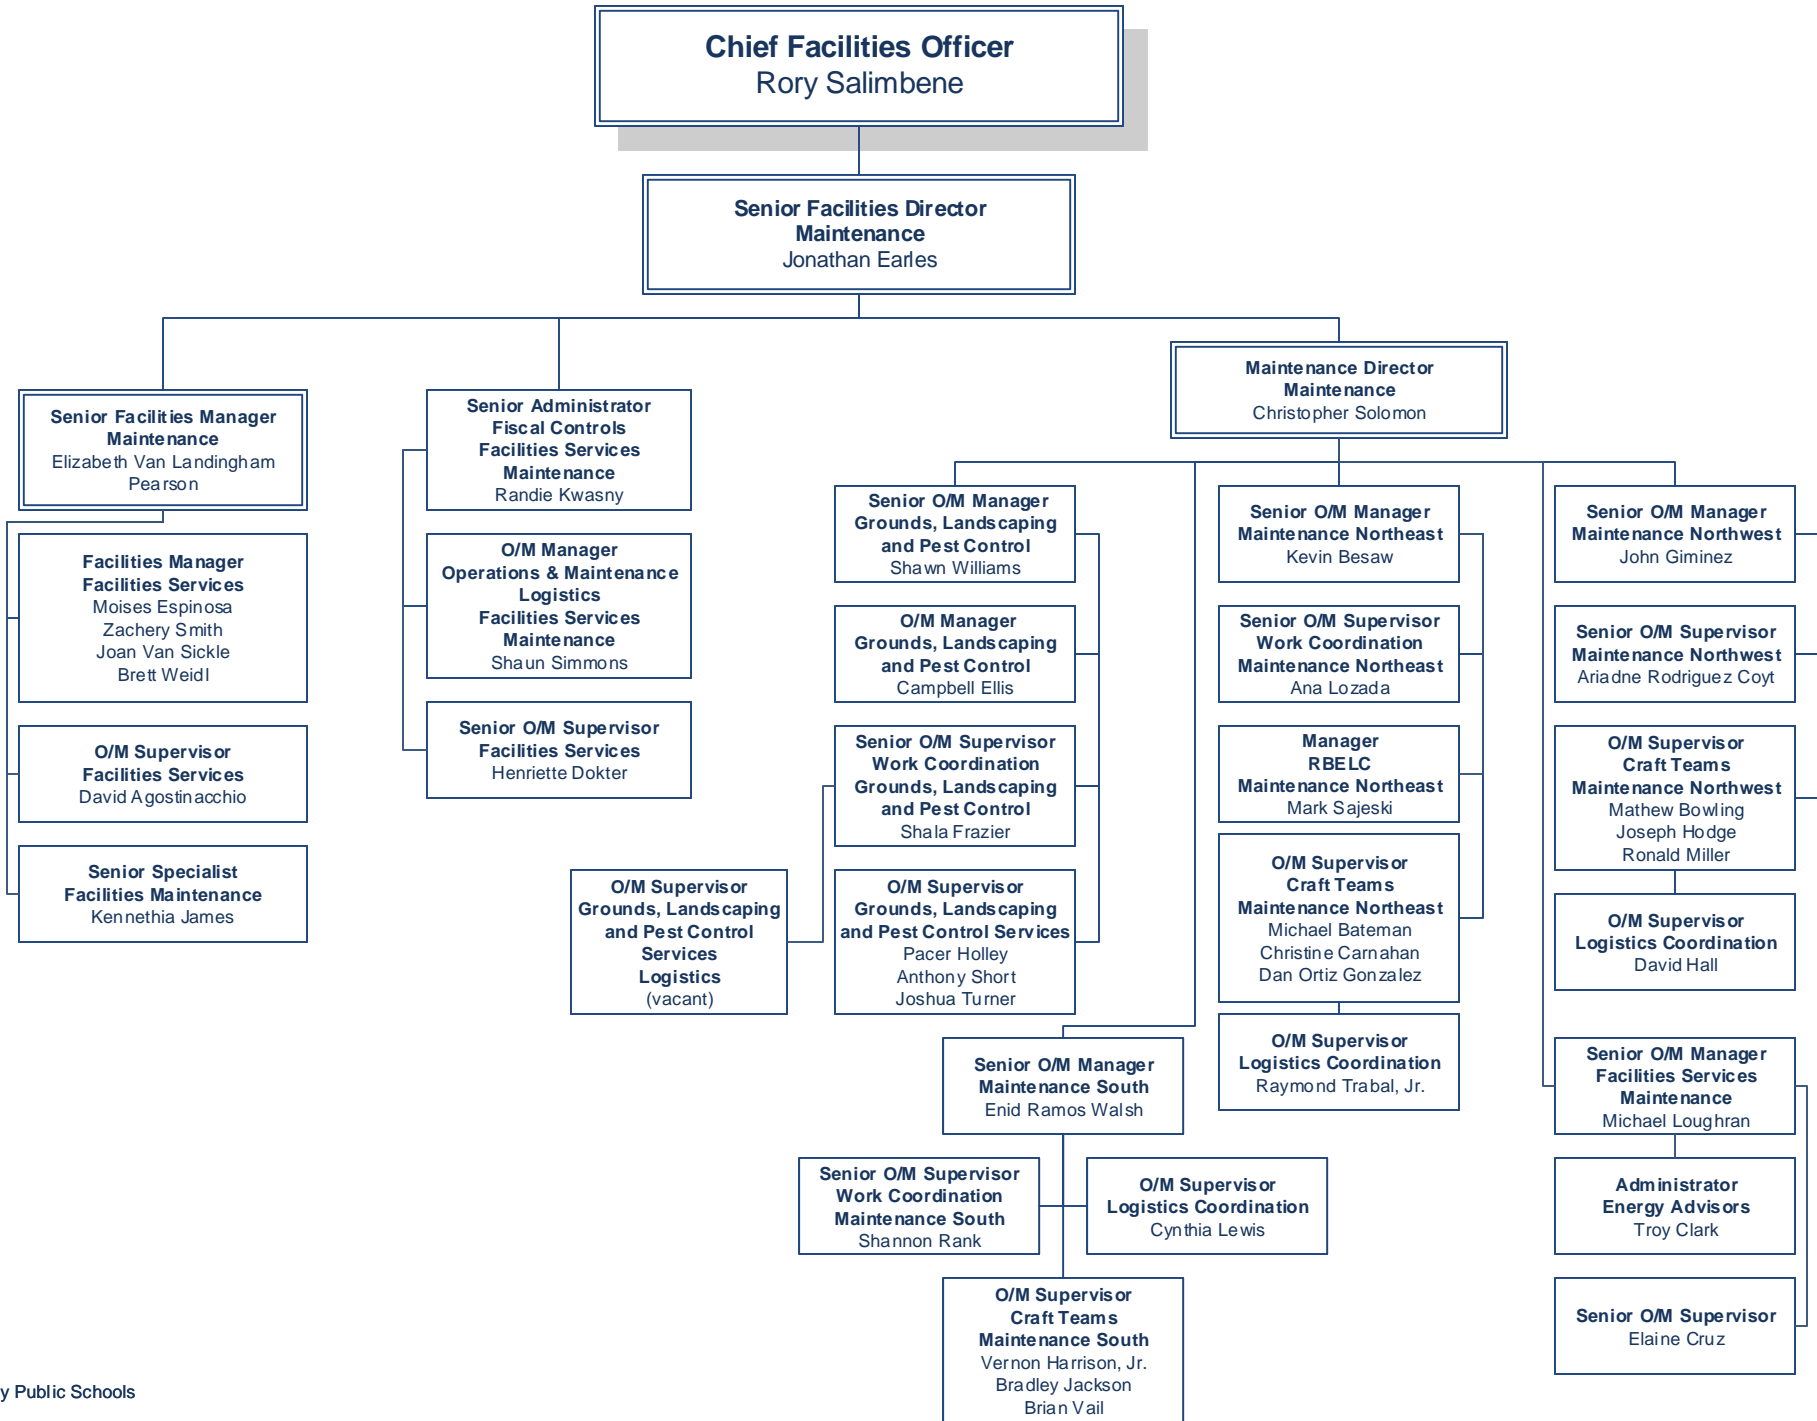 Chief Facilities Officer
Rory Salimbene
Senior Facilities Director
Maintenance
Jonathan Earles
Senior Facilities Manager
Maintenance
Elizabeth Van Landingham
Pearson
Facilities Manager
Facilities Services
Moises Espinosa
Zachery Smith
Joan Van Sickle
Brett Weidl
O/M Supervisor
Facilities Services
David Agostinacchio
Senior Specialist
Facilities Maintenance
Kennethia James
Senior Administrator
Fiscal Controls
Facilities Services
Maintenance
Randie Kwasny
O/M Manager
Operations & Maintenance
Logistics
Facilities Services
Maintenance
Shaun Simmons
Senior O/M Supervisor
Facilities Services
Henriette Dokter
Maintenance Director
Maintenance
Christopher Solomon
Senior O/M Manager
Grounds, Landscaping
and Pest Control
Shawn Williams
O/M Manager
Grounds, Landscaping
and Pest Control
Campbell Ellis
Senior O/M Supervisor
Work Coordination
Grounds, Landscaping
and Pest Control
Shala Frazier
O/M Supervisor
Grounds, Landscaping
and Pest Control
Services
Logistics
(vacant)
O/M Supervisor
Grounds, Landscaping
and Pest Control Services
Pacer Holley
Anthony Short
Joshua Turner
Senior O/M Manager
Maintenance South
Enid Ramos Walsh
Senior O/M Supervisor
Work Coordination
Maintenance South
Shannon Rank
O/M Supervisor
Logistics Coordination
Cynthia Lewis
O/M Supervisor
Craft Teams
Maintenance South
Vernon Harrison, Jr.
Bradley Jackson
Brian Vail
Senior O/M Manager
Maintenance Northeast
Kevin Besaw
Senior O/M Supervisor
Work Coordination
Maintenance Northeast
Ana Lozada
Manager
RBELC
Maintenance Northeast
Mark Sajeski
O/M Supervisor
Craft Teams
Maintenance Northeast
Michael Bateman
Christine Carnahan
Dan Ortiz Gonzalez
O/M Supervisor
Logistics Coordination
Raymond Trabal, Jr.
Senior O/M Manager
Maintenance Northwest
John Giminez
Senior O/M Supervisor
Maintenance Northwest
Ariadne Rodriguez Coyt
O/M Supervisor
Craft Teams
Maintenance Northwest
Mathew Bowling
Joseph Hodge
Ronald Miller
O/M Supervisor
Logistics Coordination
David Hall
Senior O/M Manager
Facilities Services
Maintenance
Michael Loughran
Administrator
Energy Advisors
Troy Clark
Senior O/M Supervisor
Elaine Cruz
y Public Schools